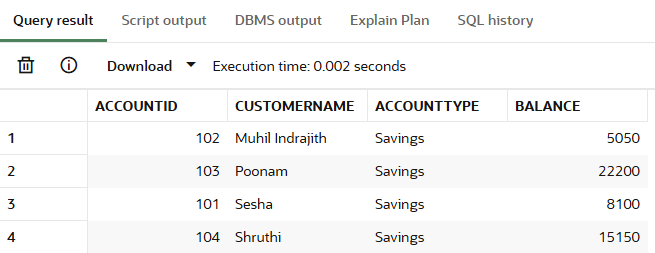 Query result Script output DBMS output Explain Plan SQL history
Download Execution time: 0.002 seconds
ACCOUNTID CUSTOMERNAME ACCOUNTTYPE BALANCE
1 102 Muhil Indrajith Savings 5050
2 103 Poonam Savings 22200
3 101 Sesha Savings 8100
4 104 Shruthi Savings 15150